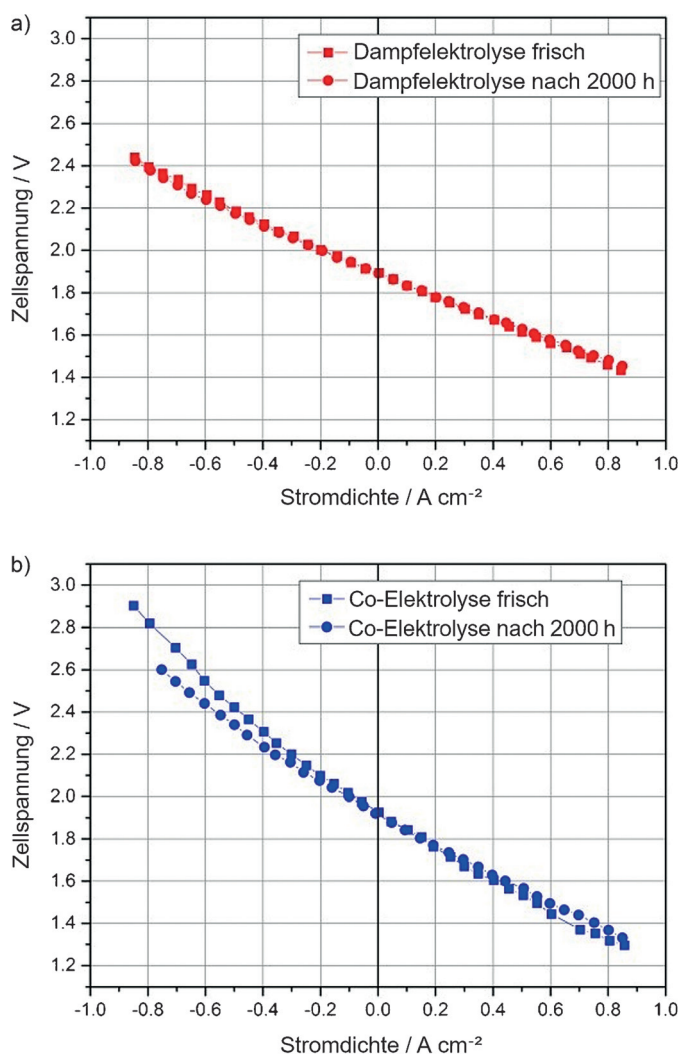 a)
3.0
2.8
2.6
2.4
2.2
2.0
1.8
1.6
1.4
1.2
Zellspannung / V
Dampfelektrolyse frisch
Dampfelektrolyse nach 2000 h
-1.0 -0.8 -0.6 -0.4 -0.2 0.0 0.2 0.4 0.6 0.8 1.0
Stromdichte / A cm⁻²
b)
3.0
2.8
2.6
2.4
2.2
2.0
1.8
1.6
1.4
1.2
Zellspannung / V
Co-Elektrolyse frisch
Co-Elektrolyse nach 2000 h
-1.0 -0.8 -0.6 -0.4 -0.2 0.0 0.2 0.4 0.6 0.8 1.0
Stromdichte / A cm⁻²